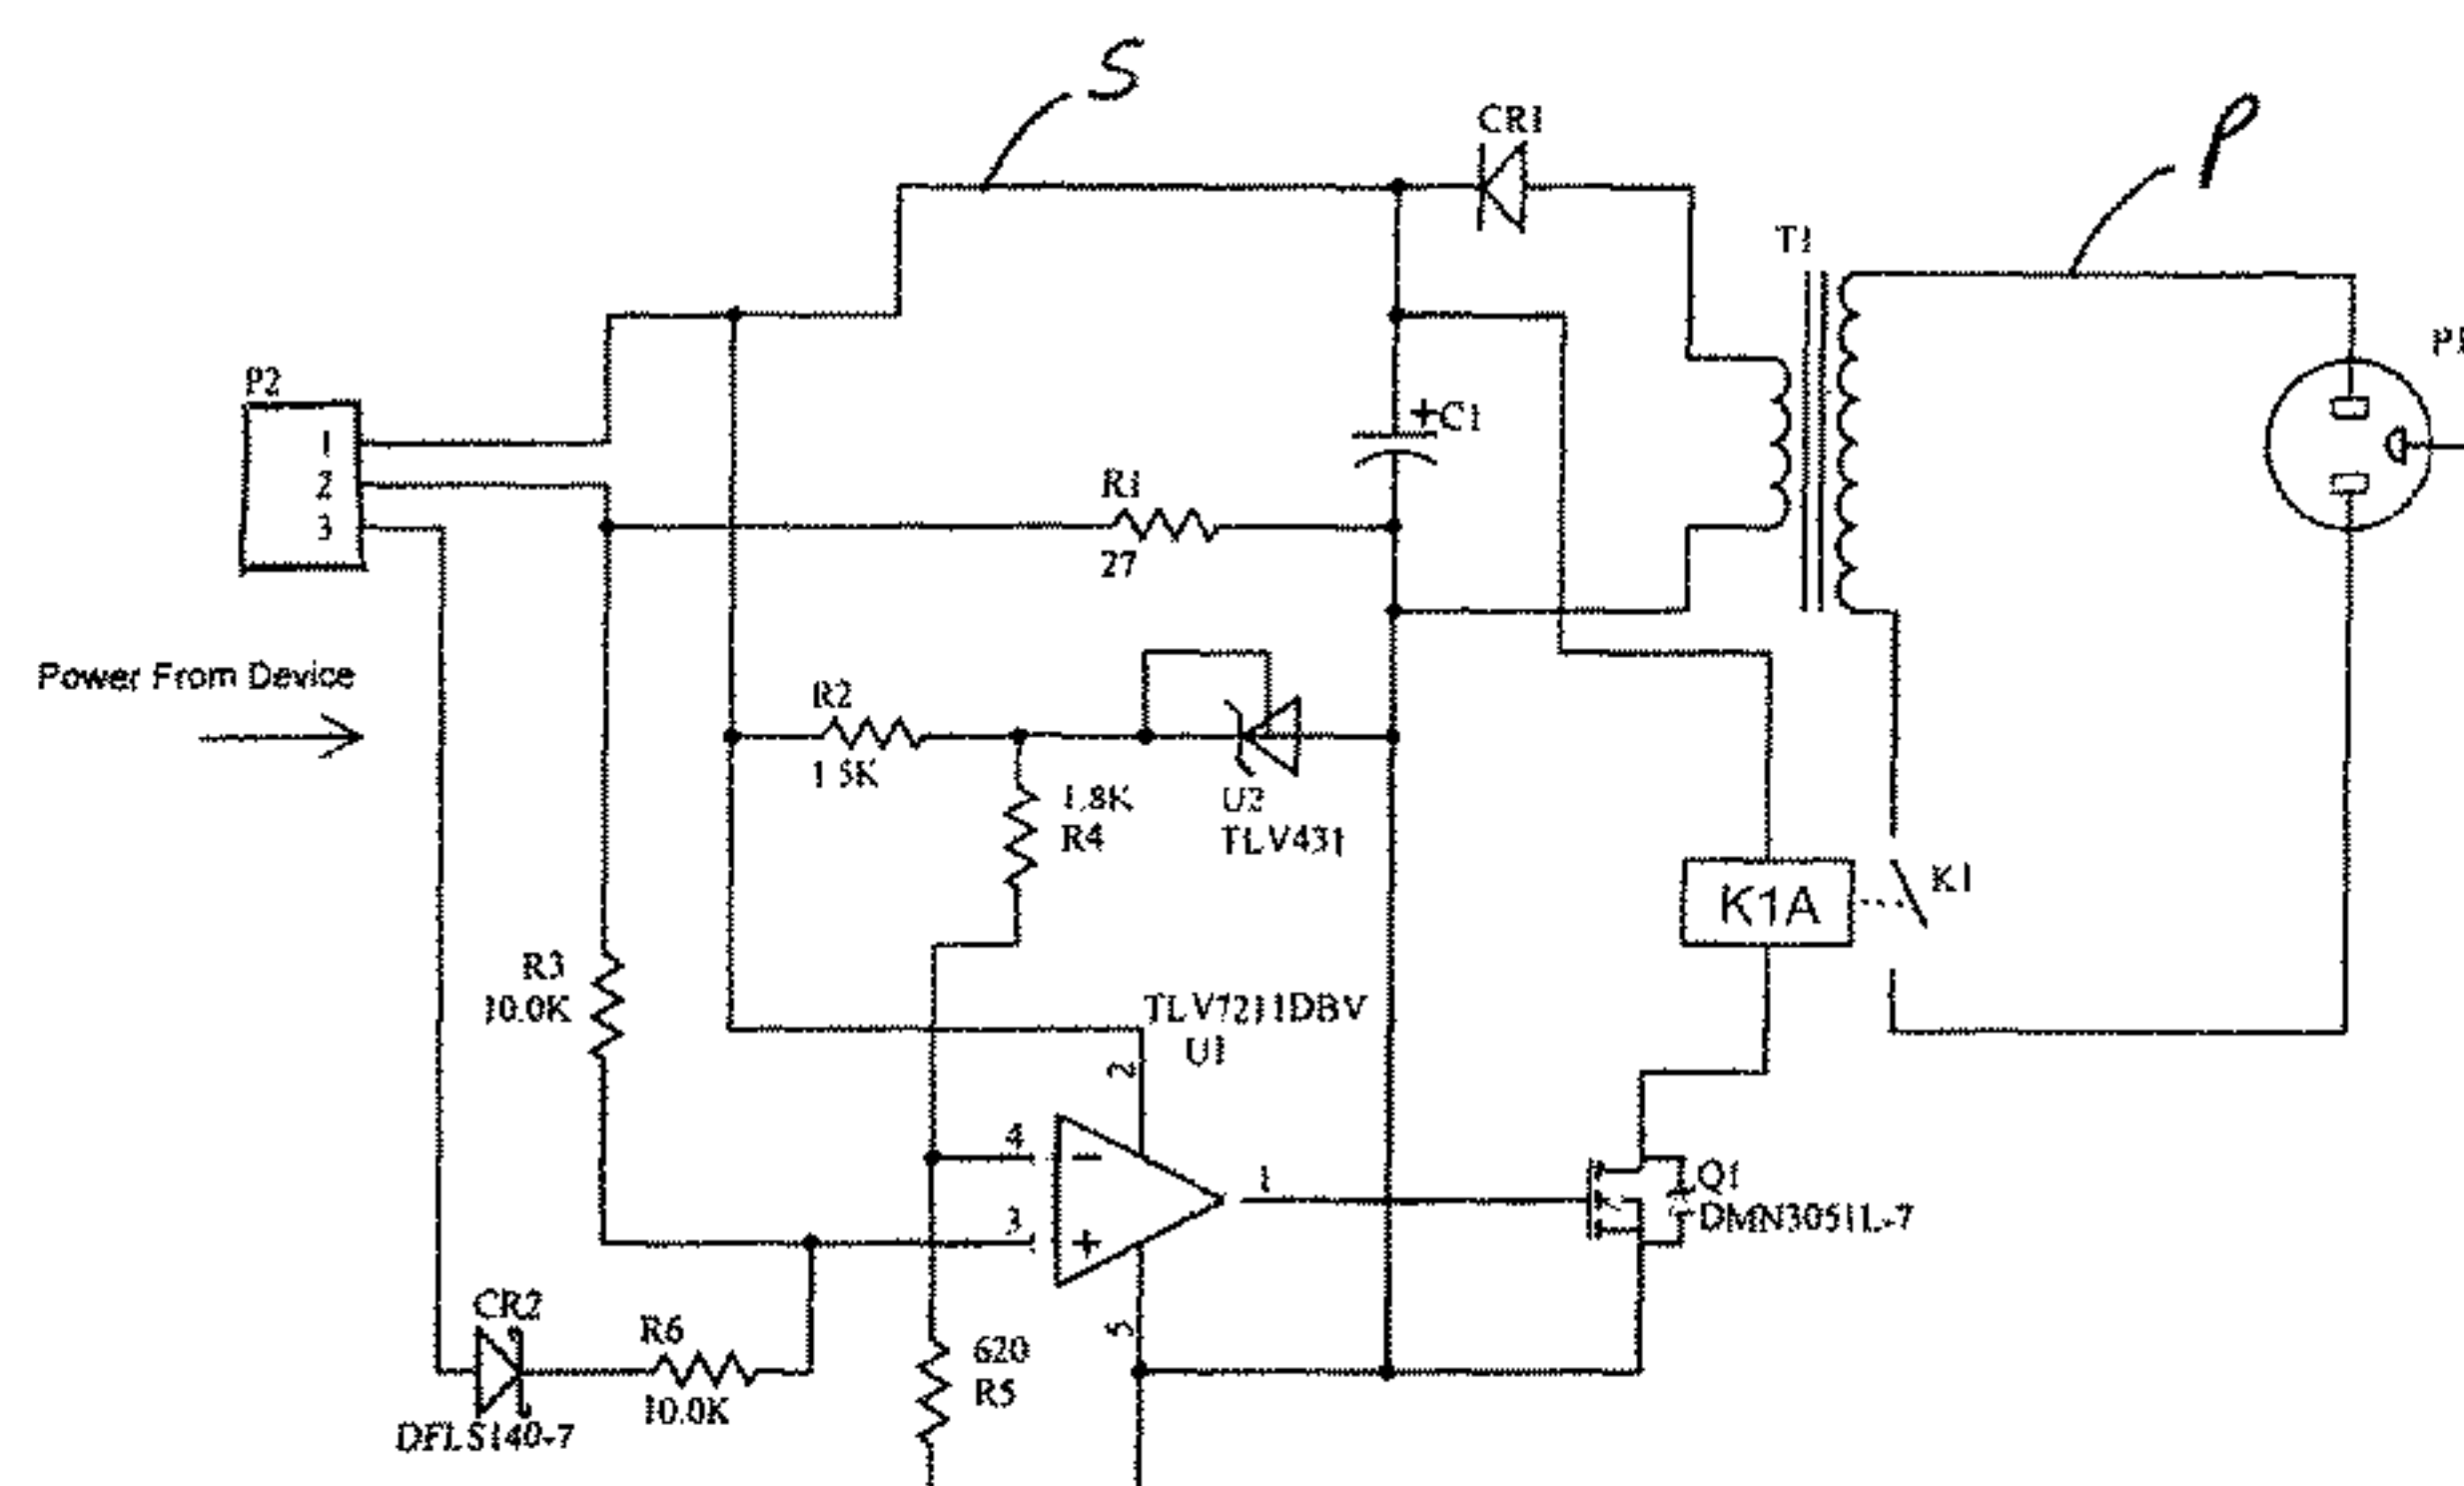 S
CR1
P
T1
P2
+
C1
1
2
3
R1
27
Power From Device
R2
1.5K
1.8K
R4
U2
TLV431
K1A
K1
R3
10.0K
TLV7211DBV
U1
2
4
-
1
3
+
Q1
DMN3051L-7
5
CR2
R6
620
R5
10.0K
DFLS140-7